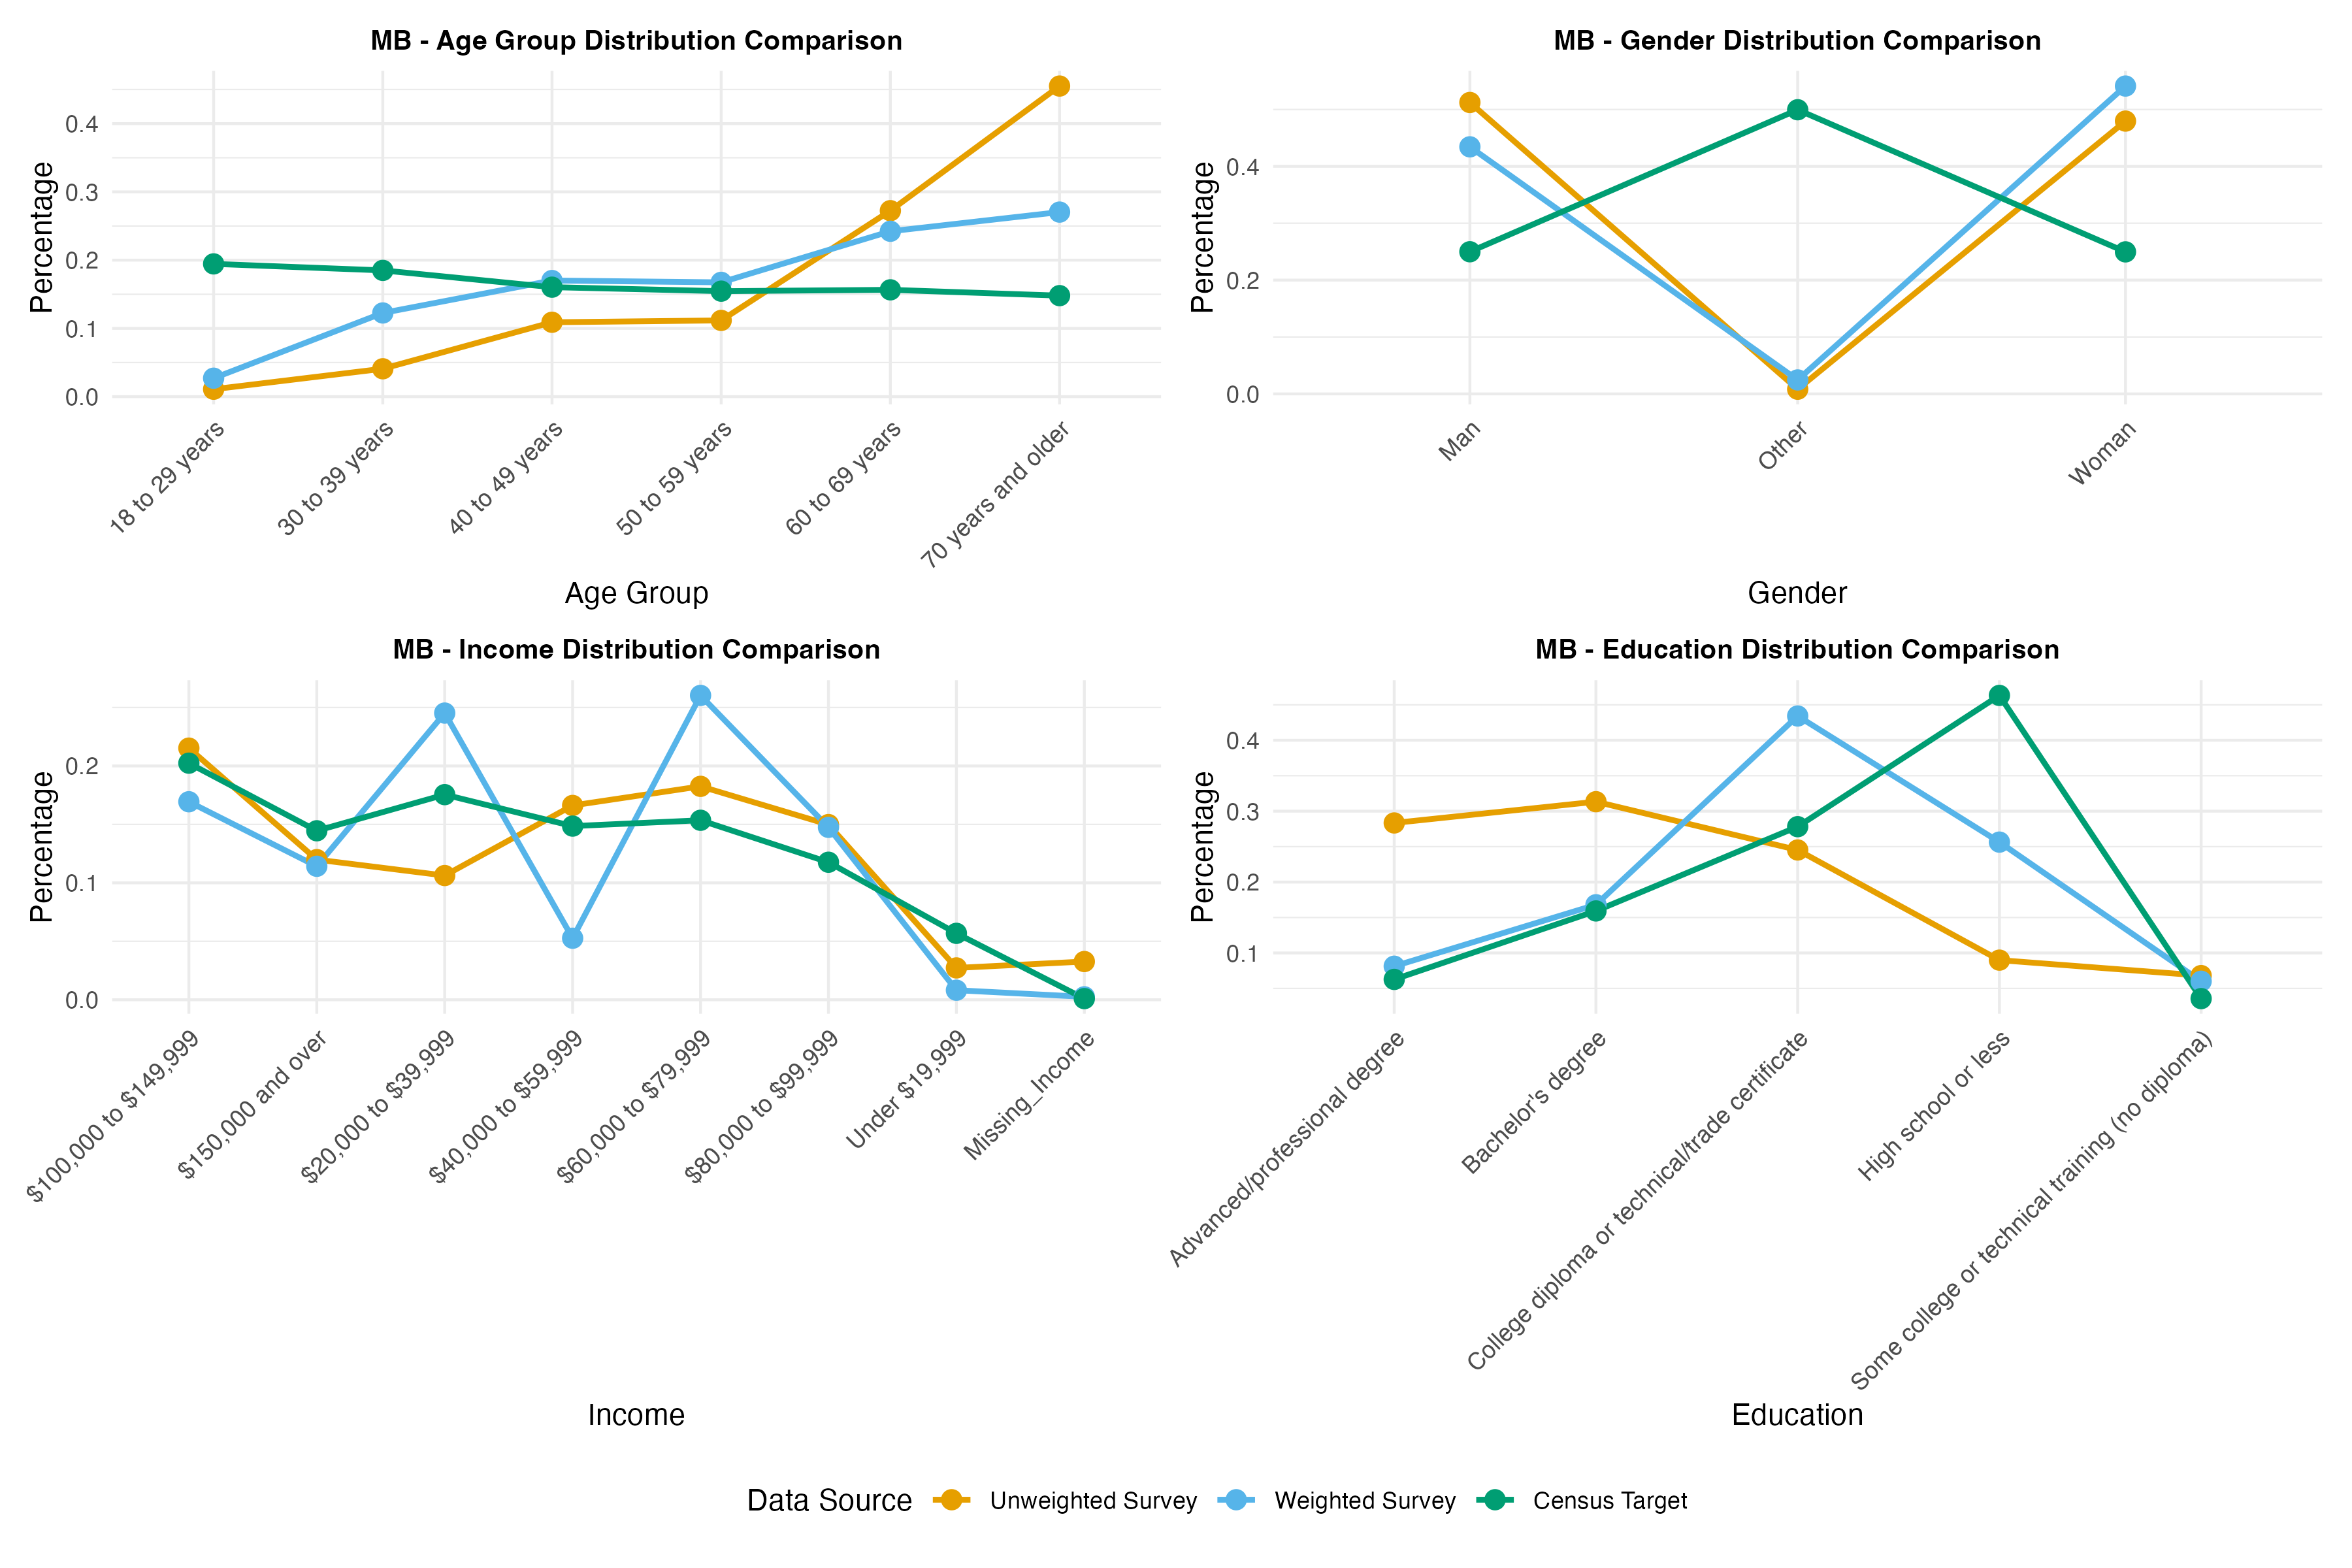 MB - Age Group Distribution Comparison
Percentage
0.4
0.3
0.2
0.1
0.0
18 to 29 years
30 to 39 years
40 to 49 years
50 to 59 years
60 to 69 years
70 years and older
Age Group
MB - Gender Distribution Comparison
Percentage
0.4
0.2
0.0
Man
Other
Woman
Gender
MB - Income Distribution Comparison
Percentage
0.2
0.1
0.0
$100,000 to $149,999
$150,000 and over
$20,000 to $39,999
$40,000 to $59,999
$60,000 to $79,999
$80,000 to $99,999
Under $19,999
Missing_Income
Income
MB - Education Distribution Comparison
Percentage
0.4
0.3
0.2
0.1
Advanced/professional degree
Bachelor's degree
College diploma or technical/trade certificate
High school or less
Some college or technical training (no diploma)
Education
Data Source Unweighted Survey Weighted Survey Census Target